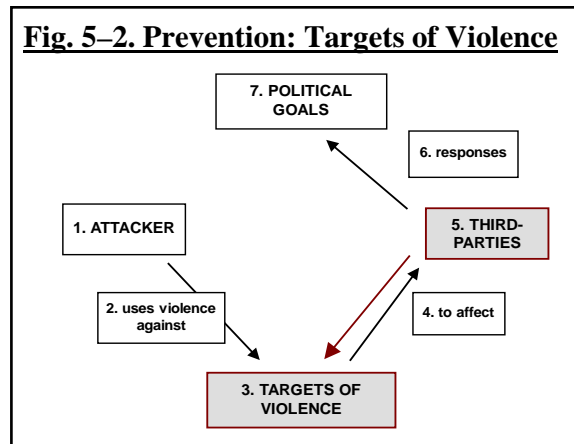 Fig. 5–2. Prevention: Targets of Violence
7. POLITICAL
GOALS
6. responses
1. ATTACKER
5. THIRD-
PARTIES
2. uses violence
against
4. to affect
3. TARGETS OF
VIOLENCE